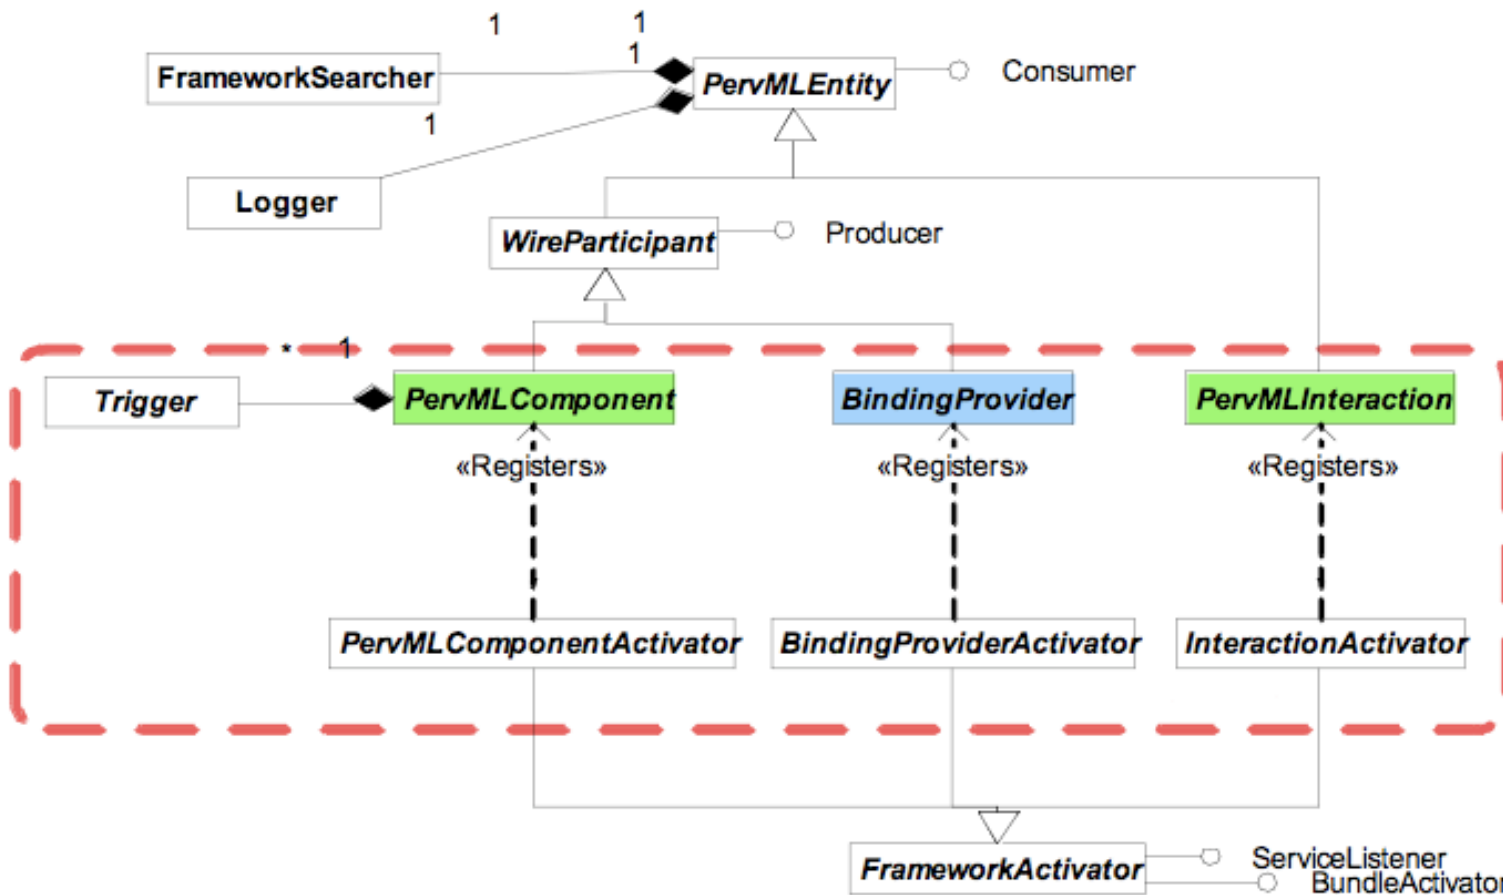 1
1
1
FrameworkSearcher
PervMLEntity
Consumer
1
Logger
WireParticipant
Producer
*
1
Trigger
PervMLComponent
BindingProvider
PervMLInteraction
«Registers»
«Registers»
«Registers»
PervMLComponentActivator
BindingProviderActivator
InteractionActivator
FrameworkActivator
ServiceListener
BundleActivator